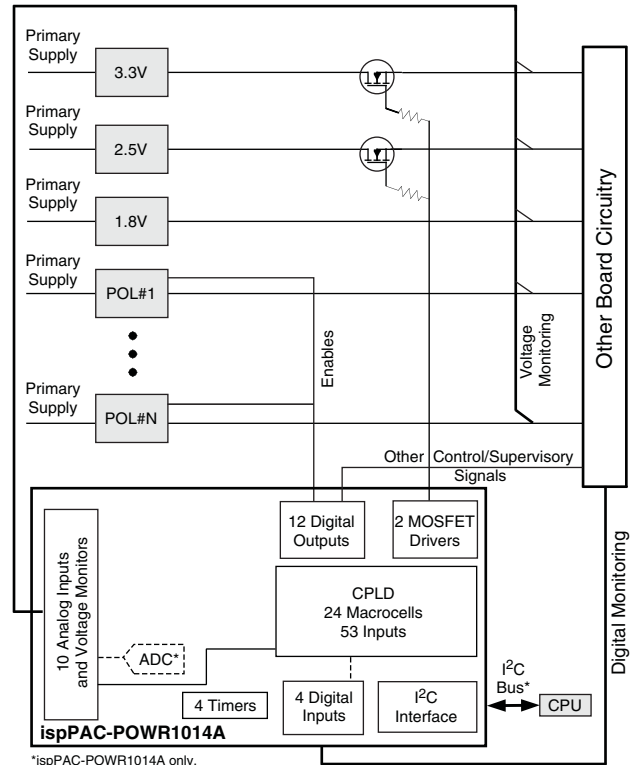 Primary
Supply
3.3V
Primary
Supply
2.5V
Primary
Supply
1.8V
Primary
Supply
POL#1
Primary
Supply
POL#N
Enables
Voltage
Monitoring
Other Board Circuitry
Other Control/Supervisory
Signals
12 Digital
Outputs
2 MOSFET
Drivers
10 Analog Inputs
and Voltage Monitors
CPLD
24 Macrocells
53 Inputs
ADC*
4 Timers
4 Digital
Inputs
I2C
Interface
I2C
Bus*
CPU
Digital Monitoring
ispPAC-POWR1014A
*ispPAC-POWR1014A only.